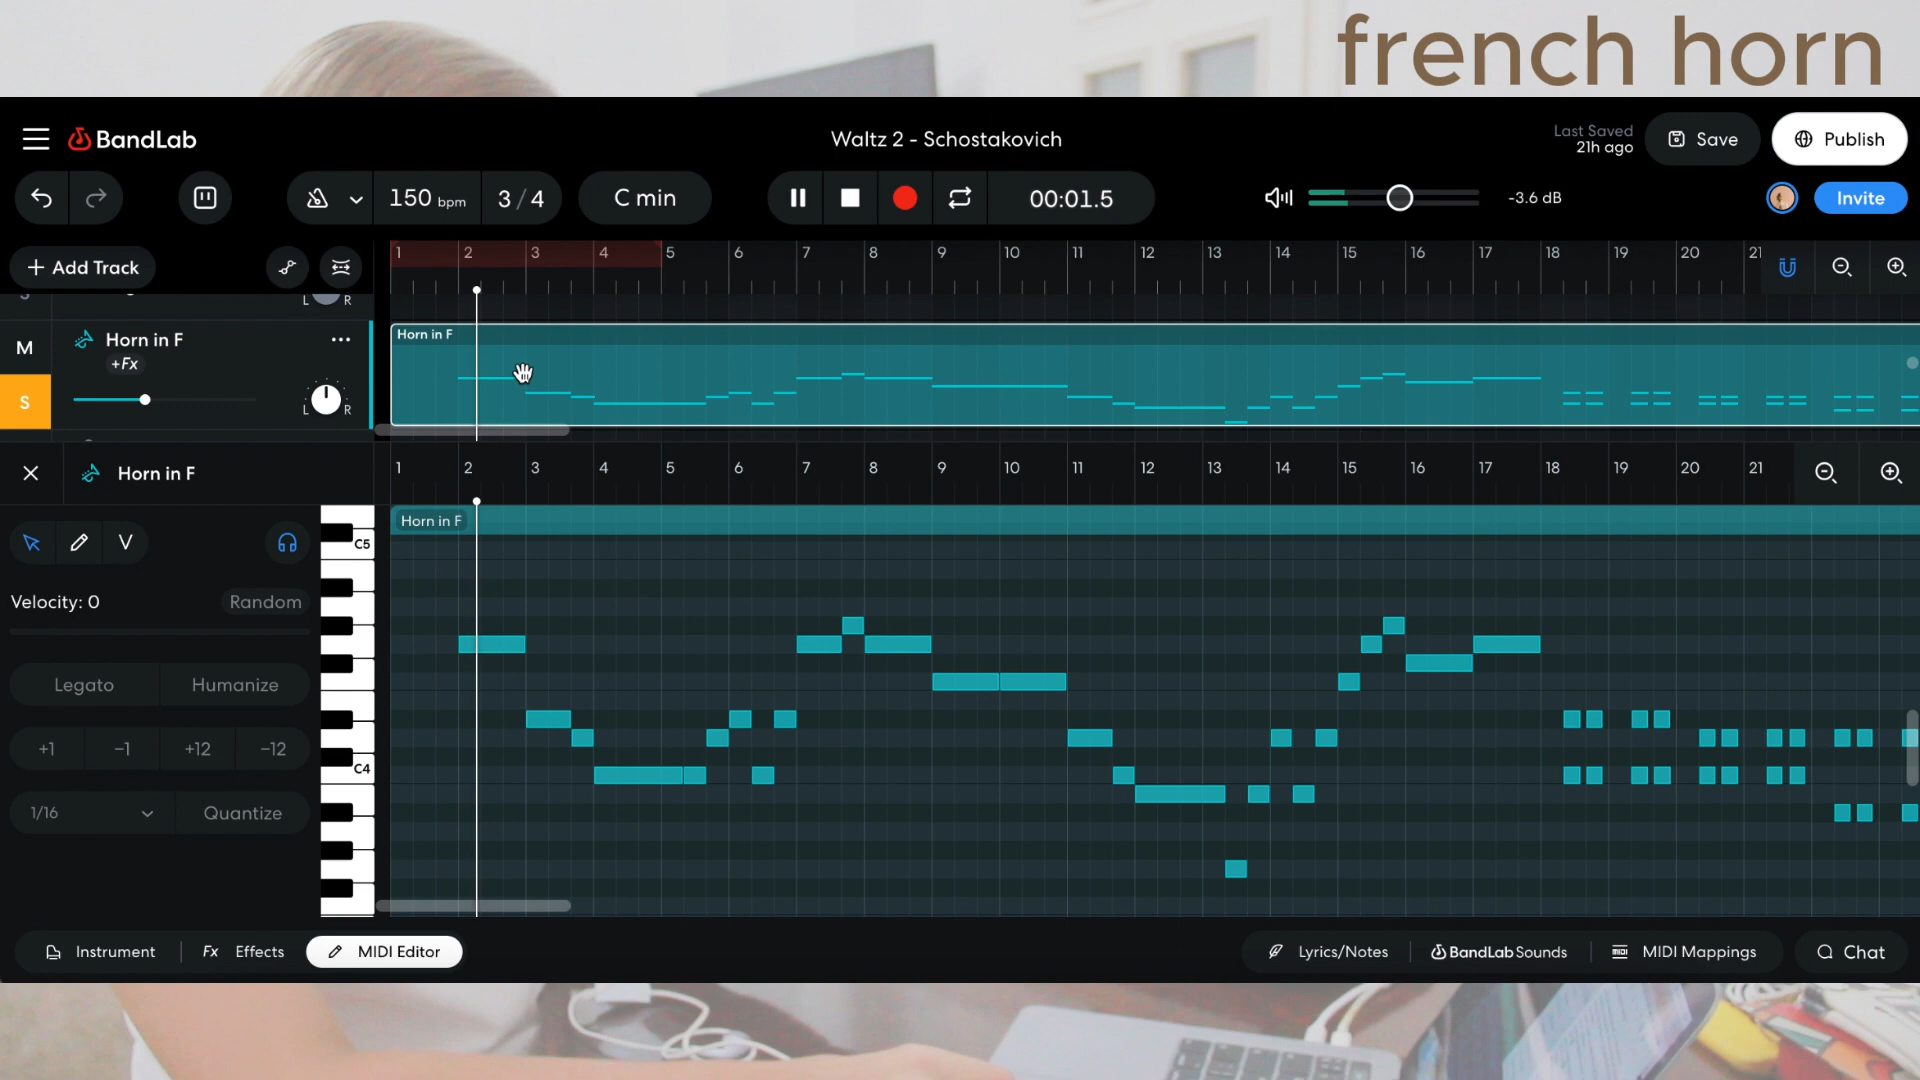 french horn
BandLab
Waltz 2 - Schostakovich
Last Saved
21h ago
Save
Publish
150 bpm
3 / 4
C min
00:01.5
-3.6 dB
Invite
+ Add Track
1 2 3 4 5 6 7 8 9 10 11 12 13 14 15 16 17 18 19 20 21
L R
M
Horn in F
+Fx
S
L R
Horn in F
Horn in F
1 2 3 4 5 6 7 8 9 10 11 12 13 14 15 16 17 18 19 20 21
Horn in F
V
C5
Velocity: 0
Random
Legato
Humanize
+1
−1
+12
−12
C4
1/16
Quantize
Instrument
Fx Effects
MIDI Editor
Lyrics/Notes
BandLab Sounds
MIDI MIDI Mappings
Chat